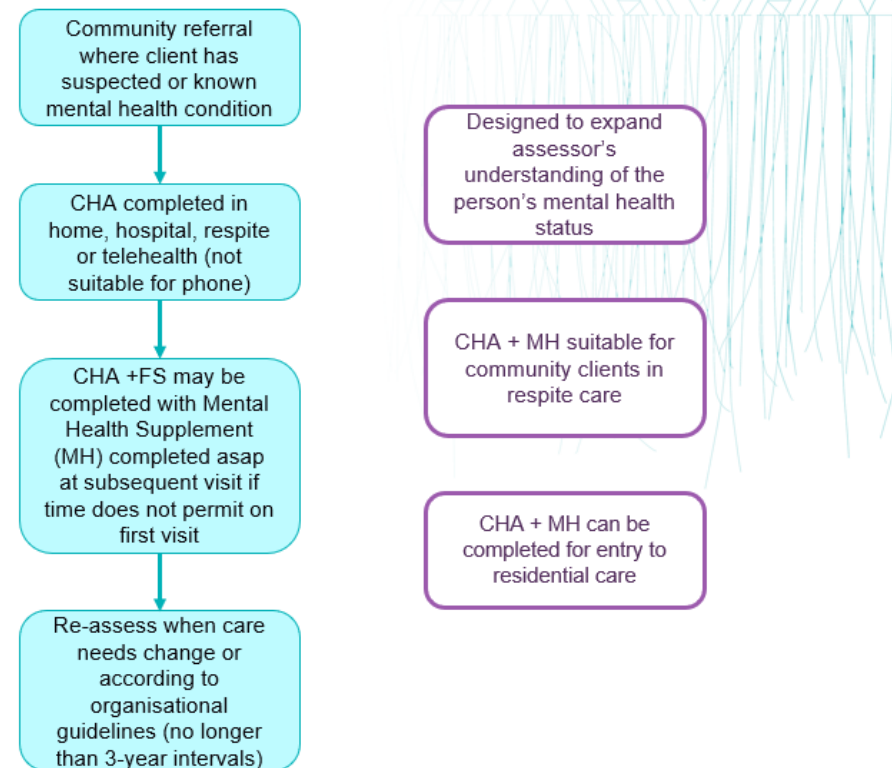 Community referral
where client has
suspected or known
mental health condition
CHA completed in
home, hospital, respite
or telehealth (not
suitable for phone)
CHA +FS may be
completed with Mental
Health Supplement
(MH) completed asap
at subsequent visit if
time does not permit on
first visit
Re-assess when care
needs change or
according to
organisational
guidelines (no longer
than 3-year intervals)
Designed to expand
assessor's
understanding of the
person's mental health
status
CHA + MH suitable for
community clients in
respite care
CHA + MH can be
completed for entry to
residential care